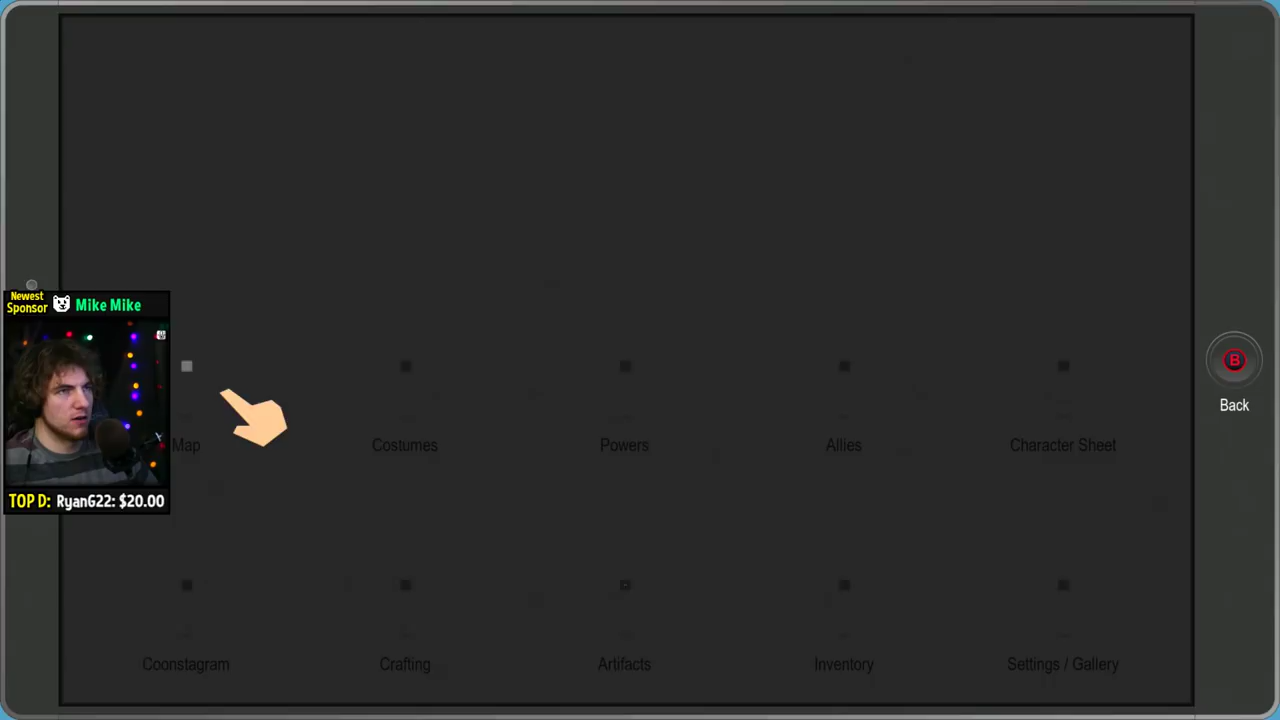 Newest
Sponsor
Mike Mike
TOP D: RyanG22: $20.00
Map
Costumes
Powers
Allies
Character Sheet
Coonstagram
Crafting
Artifacts
Inventory
Settings / Gallery
B
Back